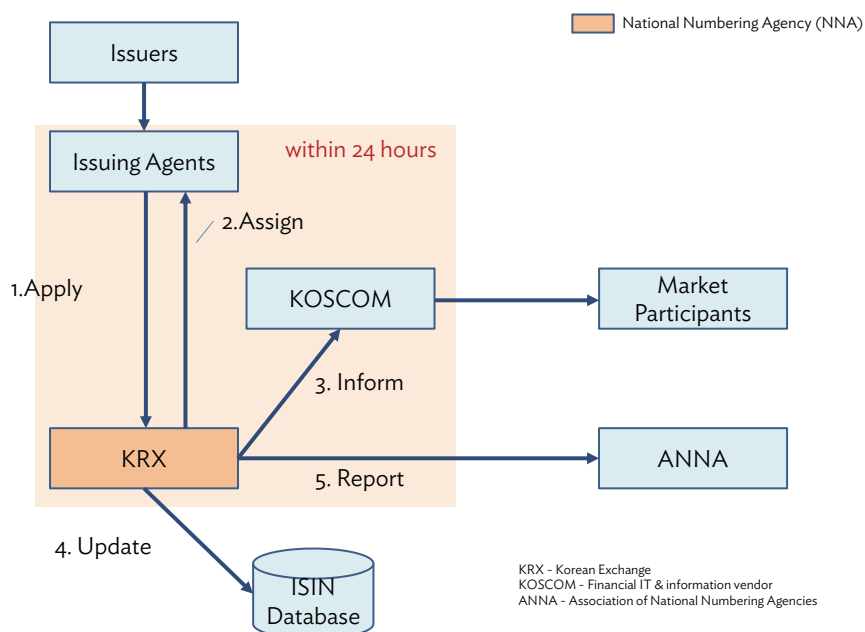 National Numbering Agency (NNA)
Issuers
Issuing Agents
within 24 hours
2.Assign
1.Apply
KOSCOM
Market
Participants
3. Inform
KRX
ANNA
5. Report
4. Update
ISIN
Database
KRX - Korean Exchange
KOSCOM - Financial IT & information vendor
ANNA - Association of National Numbering Agencies